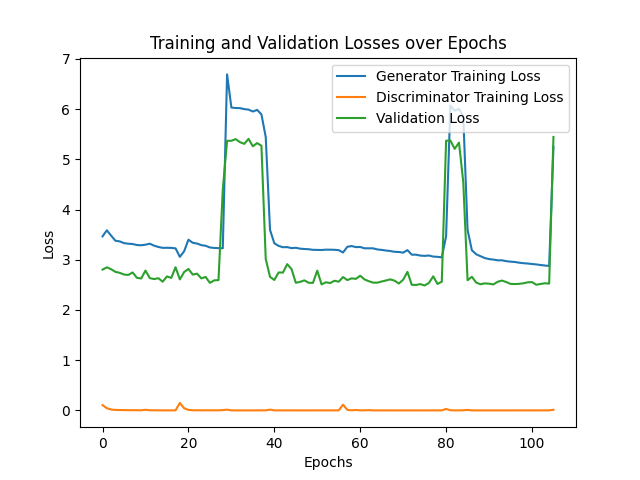 Training and Validation Losses over Epochs
Generator Training Loss
Discriminator Training Loss
Validation Loss
Loss
7
6
5
4
3
2
1
0
0 20 40 60 80 100
Epochs